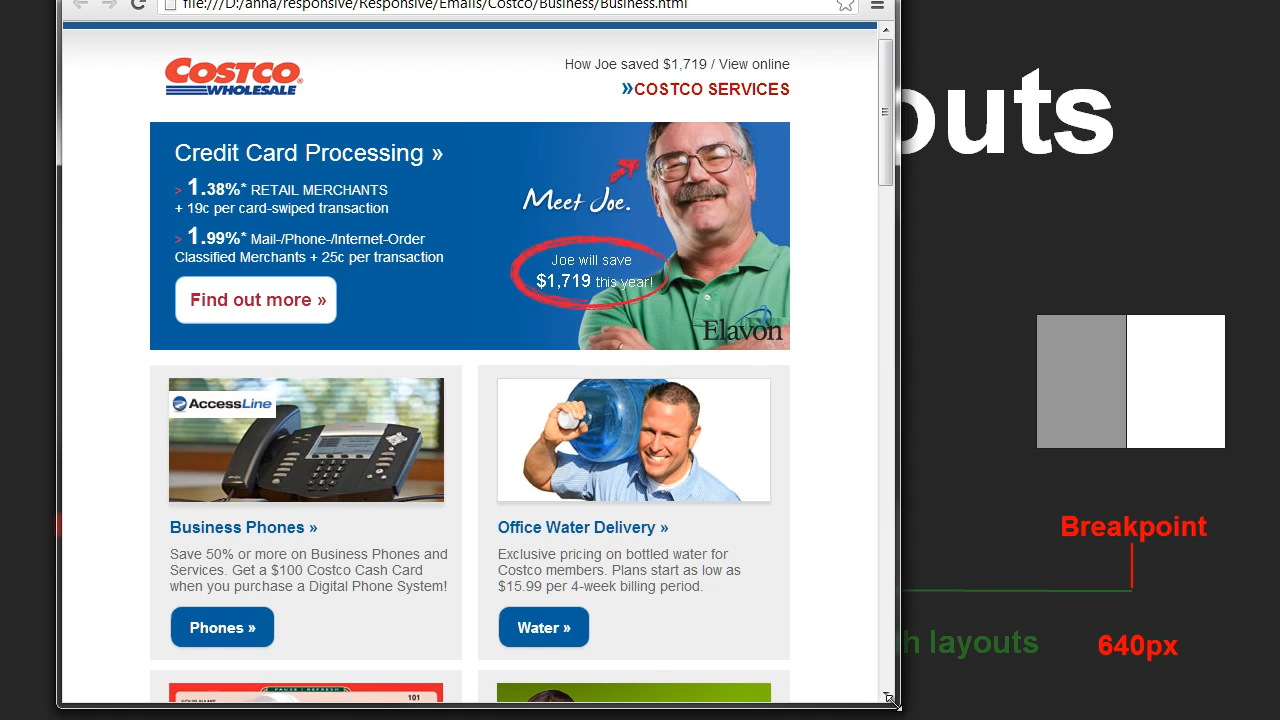 file:///D:/anna/responsive/Responsive/Emails/Costco/Business/Business.html
COSTCO
WHOLESALE
How Joe saved $1,719 / View online
»COSTCO SERVICES
Credit Card Processing »
> 1.38%* RETAIL MERCHANTS
+ 19c per card-swiped transaction
> 1.99%* Mail-/Phone-/Internet-Order
Classified Merchants + 25c per transaction
Find out more »
Meet Joe.
Joe will save
$1,719 this year!
Elavon
AccessLine
Business Phones »
Save 50% or more on Business Phones and
Services. Get a $100 Costco Cash Card
when you purchase a Digital Phone System!
Phones »
Office Water Delivery »
Exclusive pricing on bottled water for
Costco members. Plans start as low as
$15.99 per 4-week billing period.
Water »
PAUSE | REFRESH
YOUR NAME
101
outs
Breakpoint
h layouts
640px